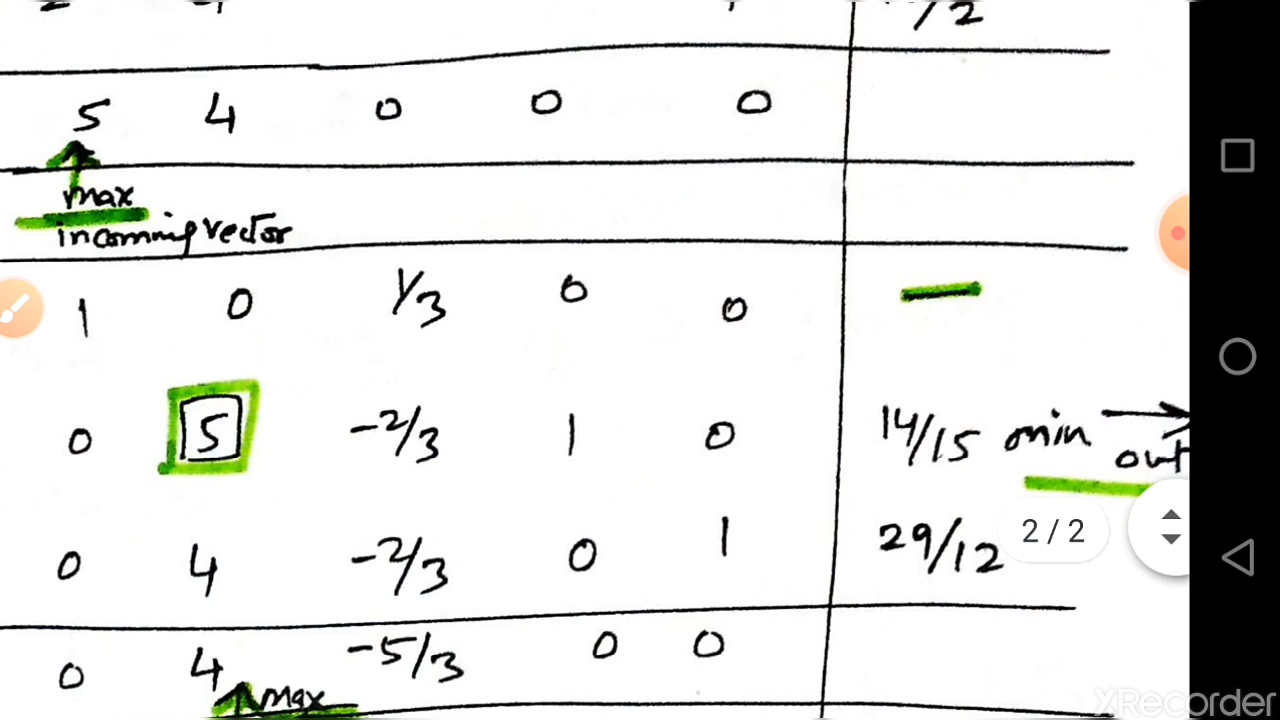 /2
5 4 0 0 0
max
incoming vector
1 0 1/3 0 0 —
0 5 -2/3 1 0 14/15 min →
out
0 4 -2/3 0 1 29/12
2 / 2
0 4 -5/3 0 0
max
XRecorder